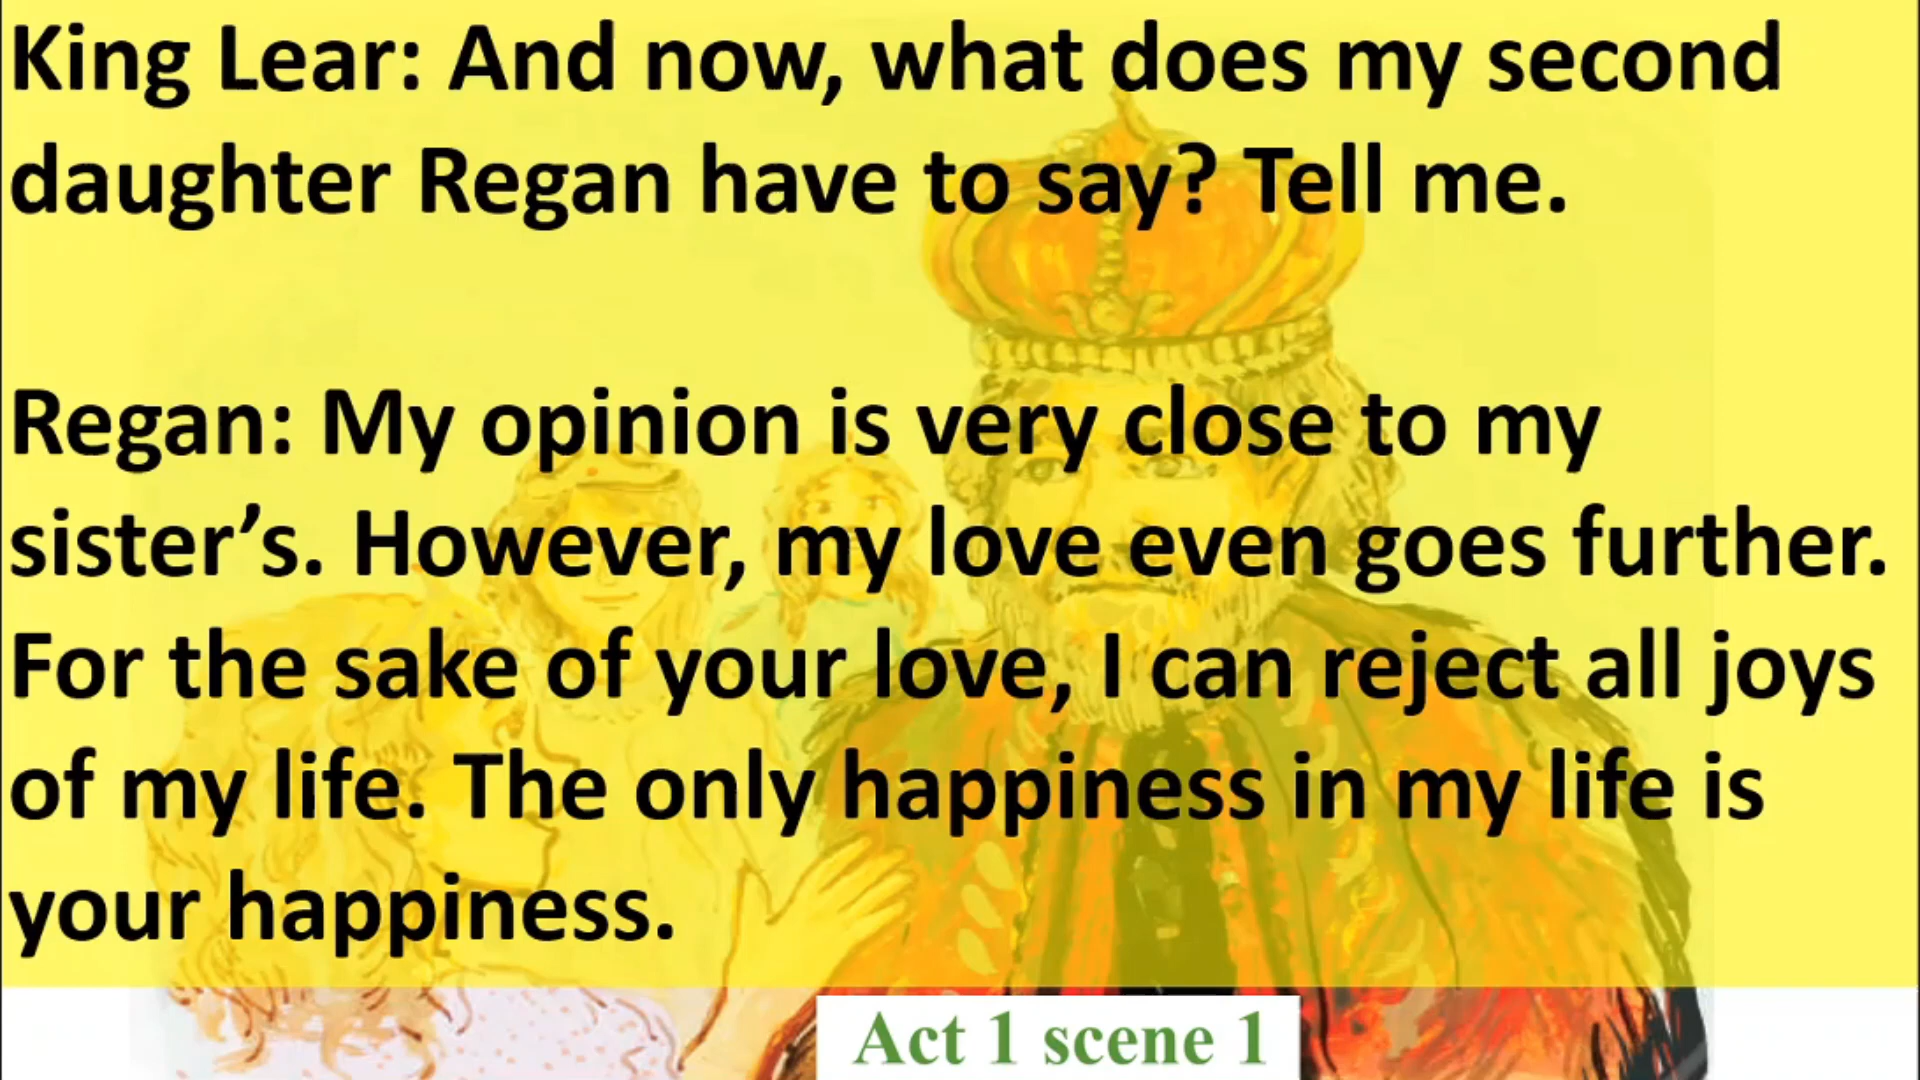 King Lear: And now, what does my second
daughter Regan have to say? Tell me.
Regan: My opinion is very close to my
sister’s. However, my love even goes further.
For the sake of your love, I can reject all joys
of my life. The only happiness in my life is
your happiness.
Act 1 scene 1